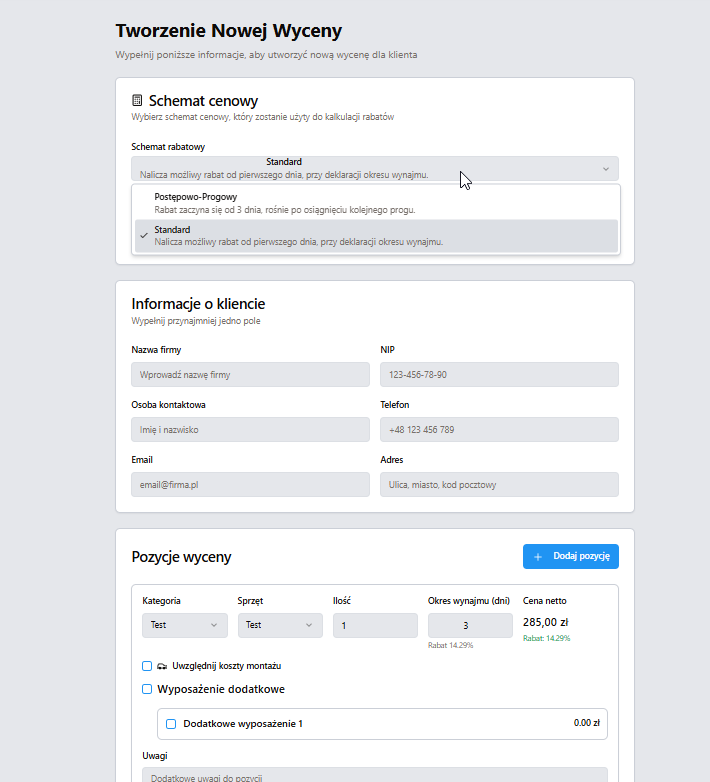 Tworzenie Nowej Wyceny
Wypełnij poniższe informacje, aby utworzyć nową wycenę dla klienta
Schemat cenowy
Wybierz schemat cenowy, który zostanie użyty do kalkulacji rabatów
Schemat rabatowy
Standard
Nalicza możliwy rabat od pierwszego dnia, przy deklaracji okresu wynajmu.
Postępowo-Progowy
Rabat zaczyna się od 3 dnia, rośnie po osiągnięciu kolejnego progu.
Standard
Nalicza możliwy rabat od pierwszego dnia, przy deklaracji okresu wynajmu.
Informacje o kliencie
Wypełnij przynajmniej jedno pole
Nazwa firmy NIP
Wprowadź nazwę firmy 123-456-78-90
Osoba kontaktowa Telefon
Imię i nazwisko +48 123 456 789
Email Adres
email@firma.pl Ulica, miasto, kod pocztowy
Pozycje wyceny + Dodaj pozycję
Kategoria Sprzęt Ilość Okres wynajmu (dni) Cena netto
Test Test 1 3 285,00 zł
Rabat 14.29% Rabat: 14.29%
Uwzględnij koszty montażu
Wyposażenie dodatkowe
Dodatkowe wyposażenie 1 0.00 zł
Uwagi
Dodatkowe uwagi do pozycji